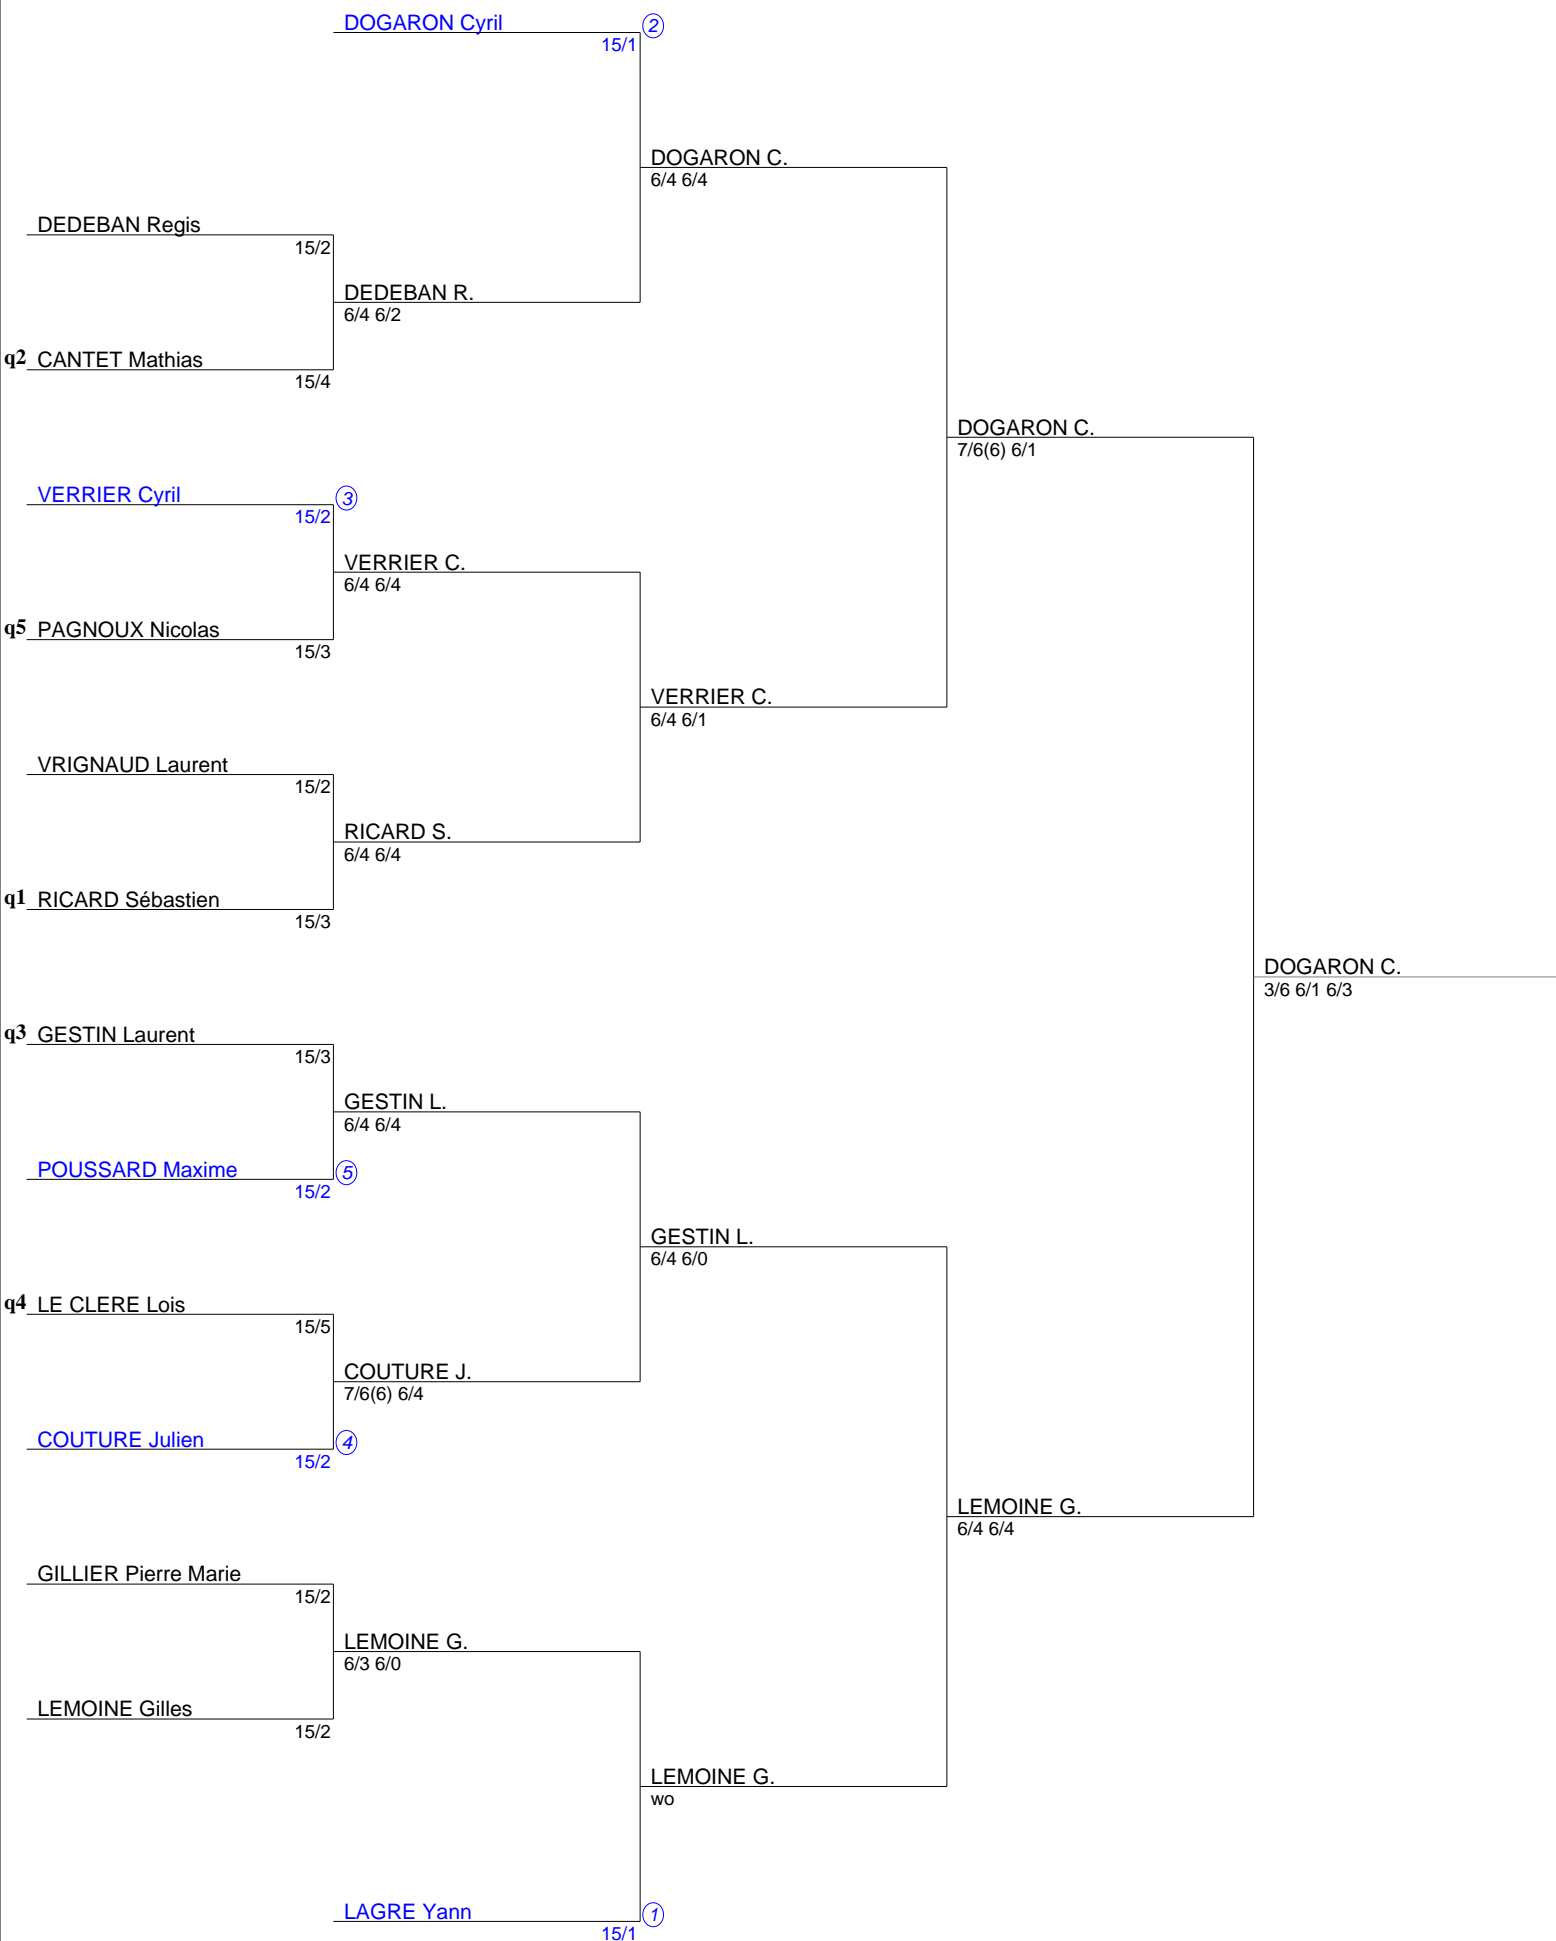 DOGARON Cyril 2
15/1
DOGARON C.
6/4 6/4
DEDEBAN Regis
15/2
DEDEBAN R.
6/4 6/2
q2 CANTET Mathias
15/4
DOGARON C.
7/6(6) 6/1
VERRIER Cyril 3
15/2
VERRIER C.
6/4 6/4
q5 PAGNOUX Nicolas
15/3
VERRIER C.
6/4 6/1
VRIGNAUD Laurent
15/2
RICARD S.
6/4 6/4
q1 RICARD Sébastien
15/3
DOGARON C.
3/6 6/1 6/3
q3 GESTIN Laurent
15/3
GESTIN L.
6/4 6/4
POUSSARD Maxime 5
15/2
GESTIN L.
6/4 6/0
q4 LE CLERE Lois
15/5
COUTURE J.
7/6(6) 6/4
COUTURE Julien 4
15/2
LEMOINE G.
6/4 6/4
GILLIER Pierre Marie
15/2
LEMOINE G.
6/3 6/0
LEMOINE Gilles
15/2
LEMOINE G.
wo
LAGRE Yann 1
15/1